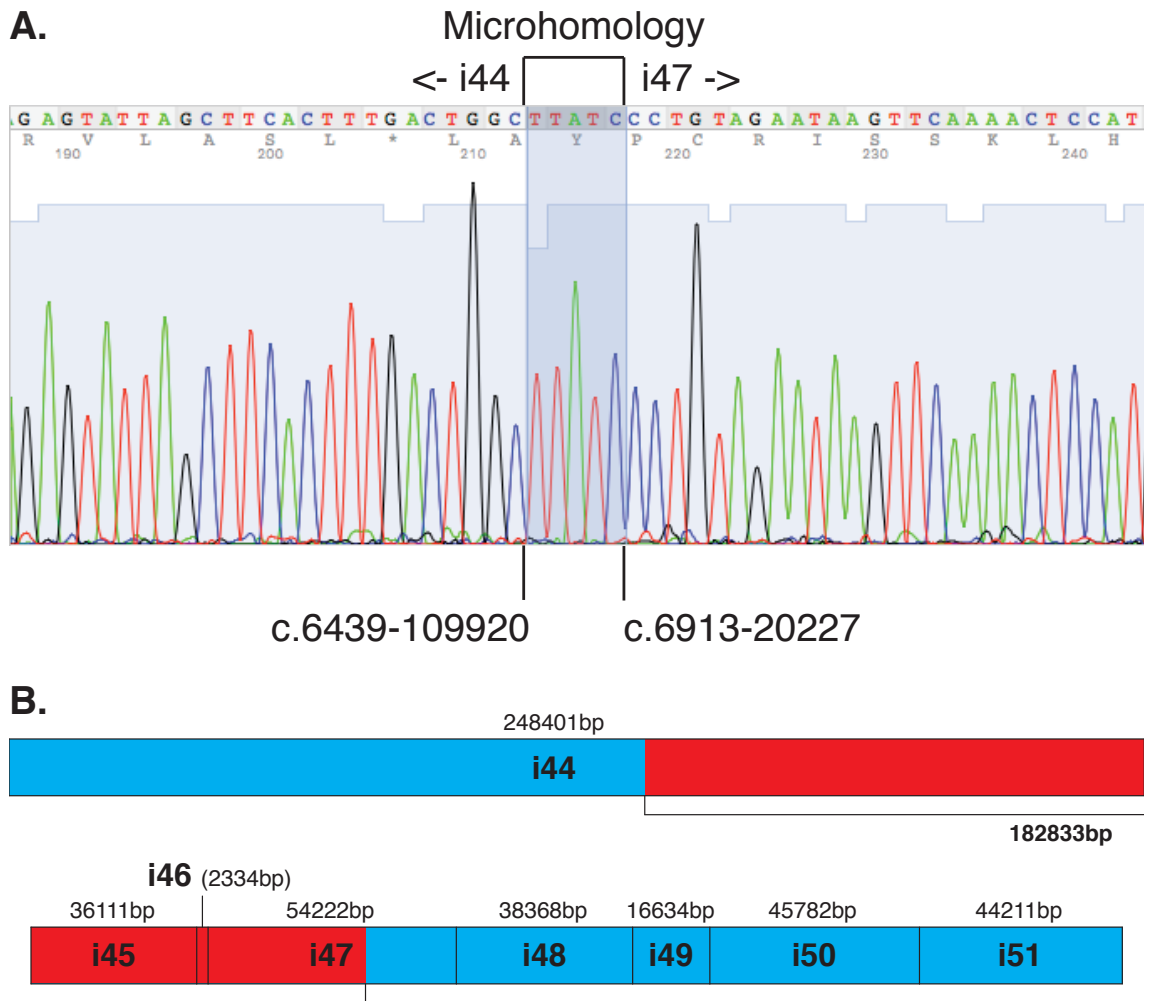 A.
Microhomology
<- i44 i47 ->
G A G T A T T A G C T T C A C T T T G A C T G G C T T A T C C C T G T A G A A T A A G T T C A A A A C T C C A T
R V L A S L * L A Y P C R I S S K L H
190 200 210 220 230 240
c.6439-109920 c.6913-20227
B.
248401bp
i44
182833bp
i46 (2334bp)
36111bp 54222bp 38368bp 16634bp 45782bp 44211bp
i45 i47 i48 i49 i50 i51